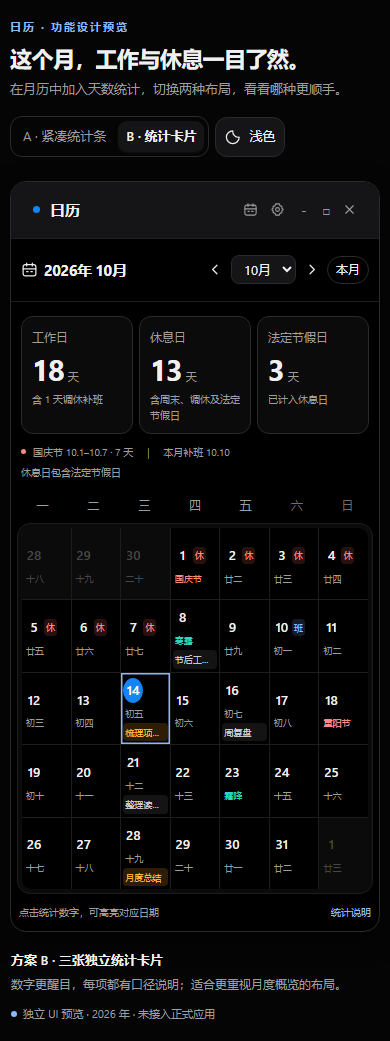 日历 · 功能设计预览
这个月，工作与休息一目了然。
在月历中加入天数统计，切换两种布局，看看哪种更顺手。
A · 紧凑统计条 B · 统计卡片 浅色
日历
2026年 10月 10月 本月
工作日 休息日 法定节假日
18 天 13 天 3 天
含 1 天调休补班 含周末、调休及法定 已计入休息日
节假日
国庆节 10.1–10.7 · 7 天 | 本月补班 10.10
休息日包含法定节假日
一 二 三 四 五 六 日
28 29 30 1 休 2 休 3 休 4 休
十八 十九 二十 国庆节 廿二 廿三 廿四
5 休 6 休 7 休 8 9 10 班 11
廿五 廿六 廿七 寒露 廿九 初一 初二
节后工...
12 13 14 15 16 17 18
初三 初四 初五 初六 初七 初八 重阳节
梳理项... 周复盘
19 20 21 22 23 24 25
初十 十一 十二 十三 霜降 十五 十六
整理读...
26 27 28 29 30 31 1
十七 十八 十九 二十 廿一 廿二 廿三
月度总结
点击统计数字，可高亮对应日期 统计说明
方案 B · 三张独立统计卡片
数字更醒目，每项都有口径说明；适合更重视月度概览的布局。
独立 UI 预览 · 2026 年 · 未接入正式应用